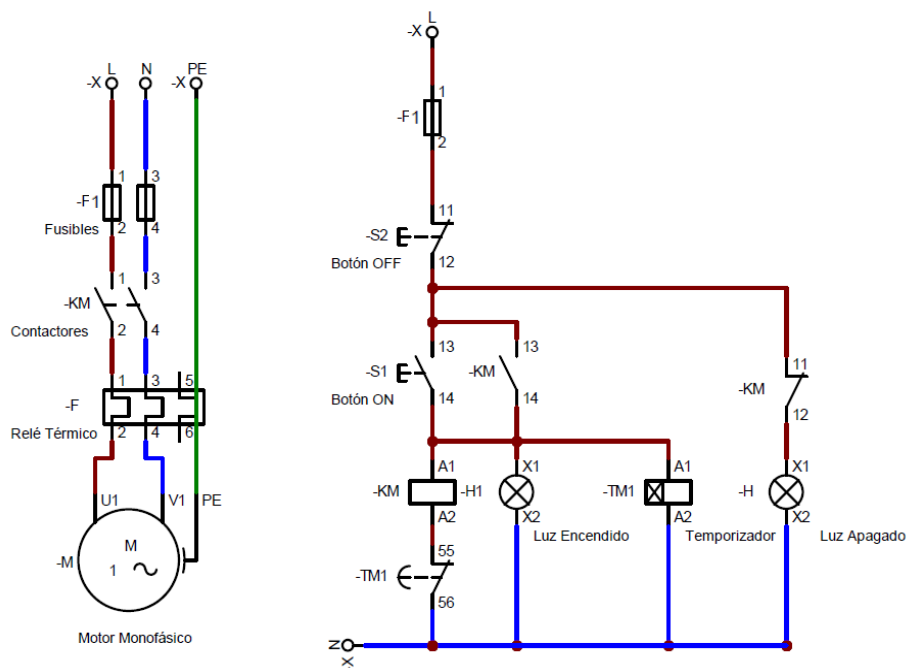 L N PE
-X -X
1 3
-F1
Fusibles 2 4
1 3
-KM
Contactores 2 4
1 3 5
-F
Relé Térmico 2 4 6
U1 V1 PE
M
-M 1
Motor Monofásico
L
-X
1
-F1
2
11
-S2
Botón OFF 12
13 13 11
-S1 -KM -KM
Botón ON 14 14 12
A1 X1 A1 X1
-KM -H1 -TM1 -H
A2 X2 A2 X2
Luz Encendido Temporizador Luz Apagado
55
-TM1
56
N
-X